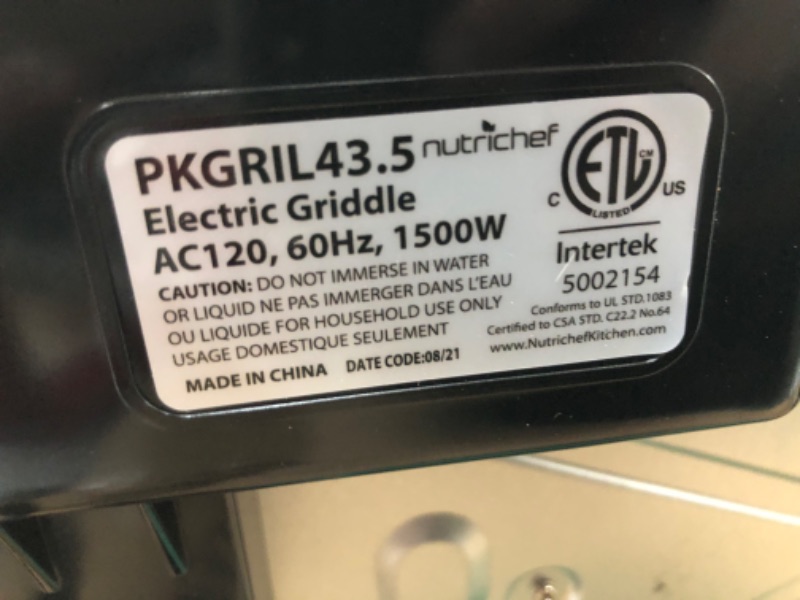 PKGRIL43.5 nutrichef
Electric Griddle
AC120, 60Hz, 1500W
CAUTION: DO NOT IMMERSE IN WATER
OR LIQUID NE PAS IMMERGER DANS L'EAU
OU LIQUIDE FOR HOUSEHOLD USE ONLY
USAGE DOMESTIQUE SEULEMENT
MADE IN CHINA DATE CODE:08/21
ETL CM
C US
LISTED
Intertek
5002154
Conforms to UL STD.1083
Certified to CSA STD. C22.2 No.64
www.NutrichefKitchen.com